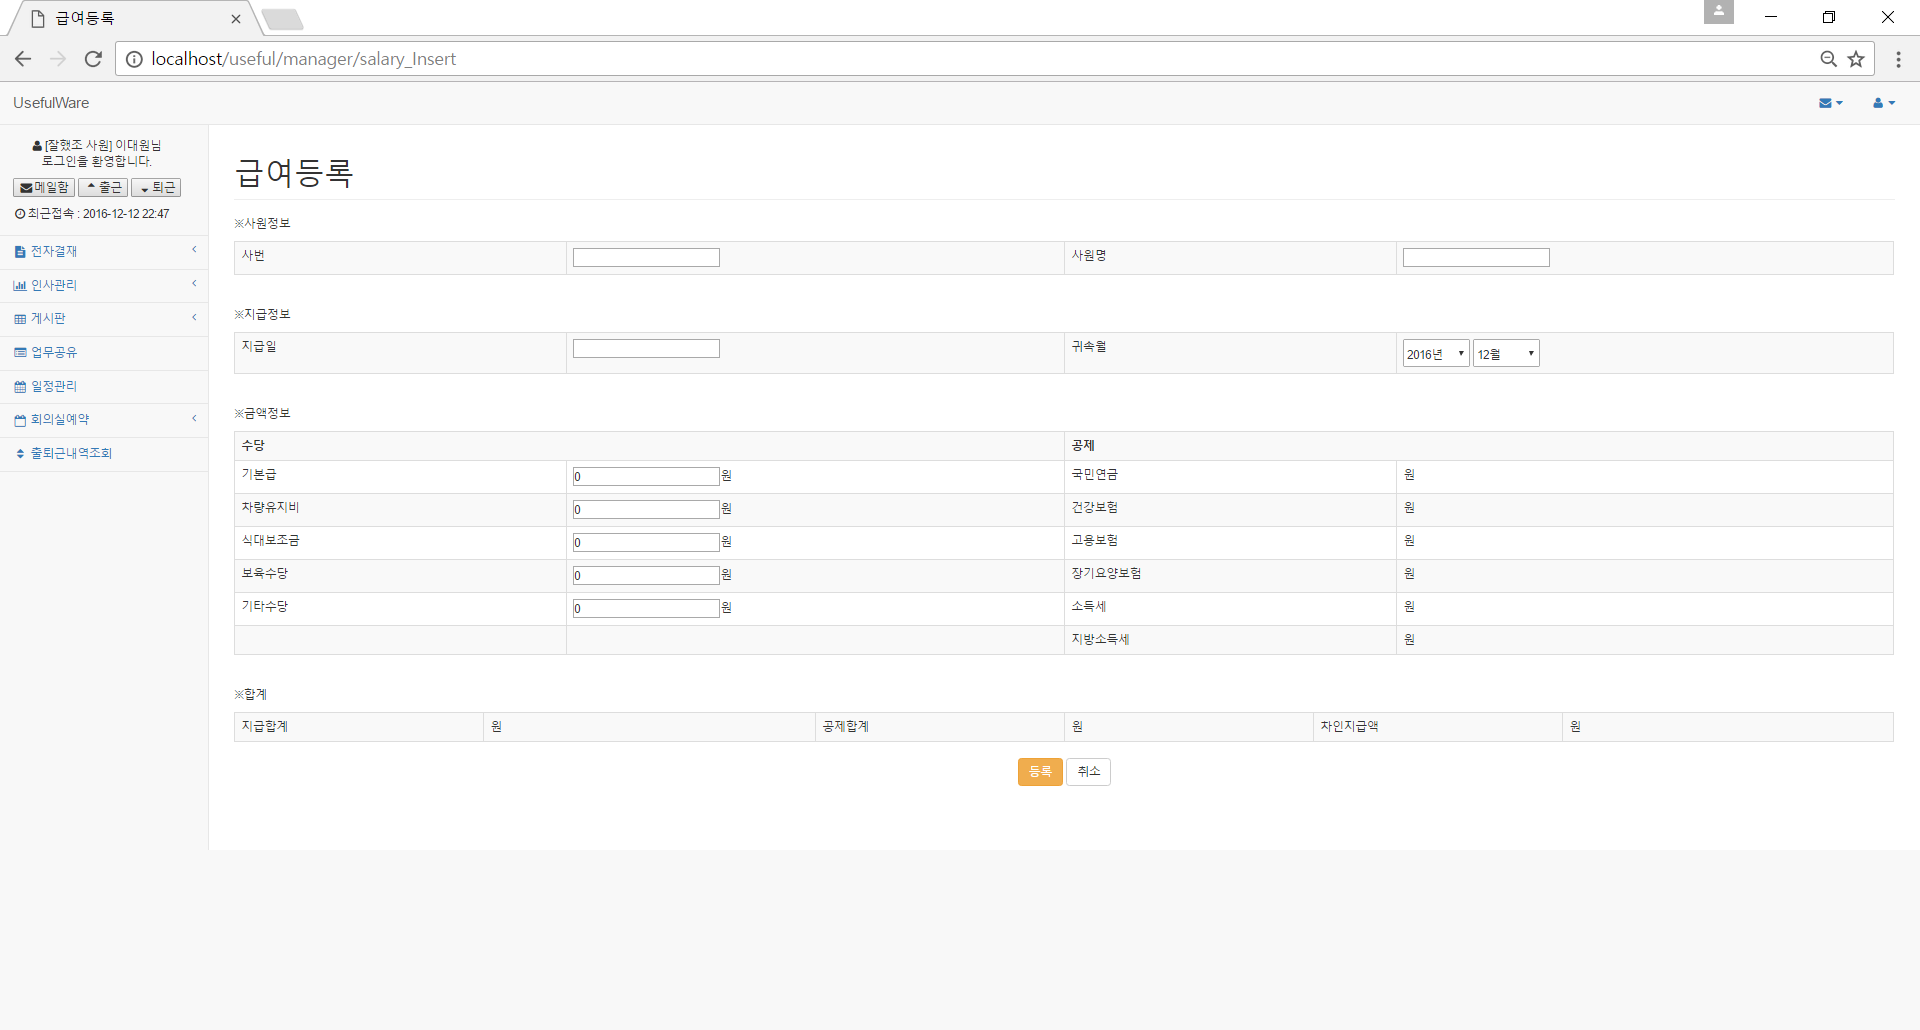 급여등록
localhost/useful/manager/salary_Insert
UsefulWare
[잘했조 사원] 이대원님
로그인을 환영합니다.
메일함 출근 퇴근
최근접속 : 2016-12-12 22:47
전자결재
인사관리
게시판
업무공유
일정관리
회의실예약
출퇴근내역조회
급여등록
※사원정보
사번 사원명
※지급정보
지급일 귀속월 2016년 12월
※금액정보
수당 공제
기본급 0 원 국민연금 원
차량유지비 0 원 건강보험 원
식대보조금 0 원 고용보험 원
보육수당 0 원 장기요양보험 원
기타수당 0 원 소득세 원
지방소득세 원
※합계
지급합계 원 공제합계 원 차인지급액 원
등록 취소